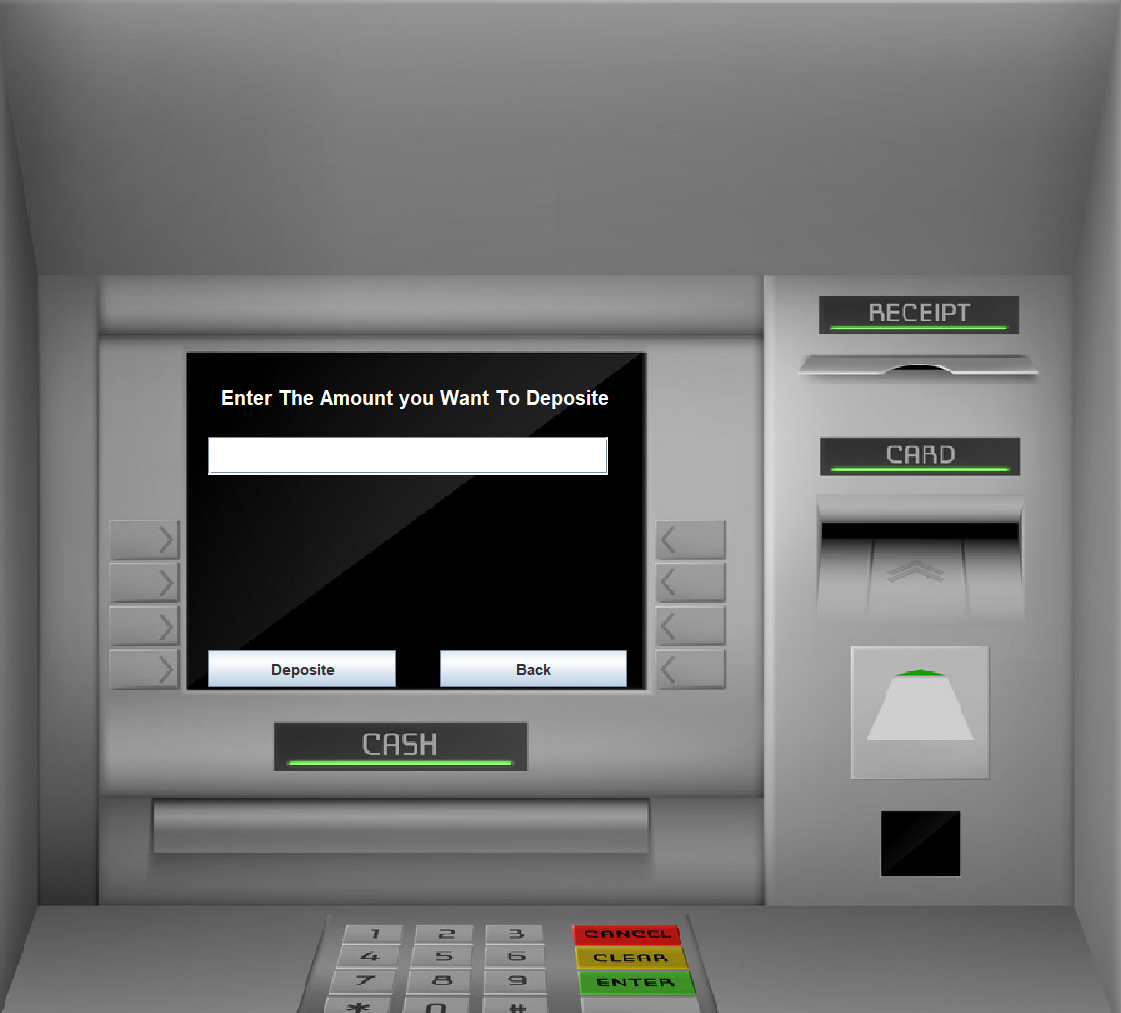 RECEIPT
Enter The Amount you Want To Deposite
CARD
Deposite
Back
CASH
1 2 3 CANCEL
4 5 6 CLEAR
7 8 9 ENTER
* 0 #